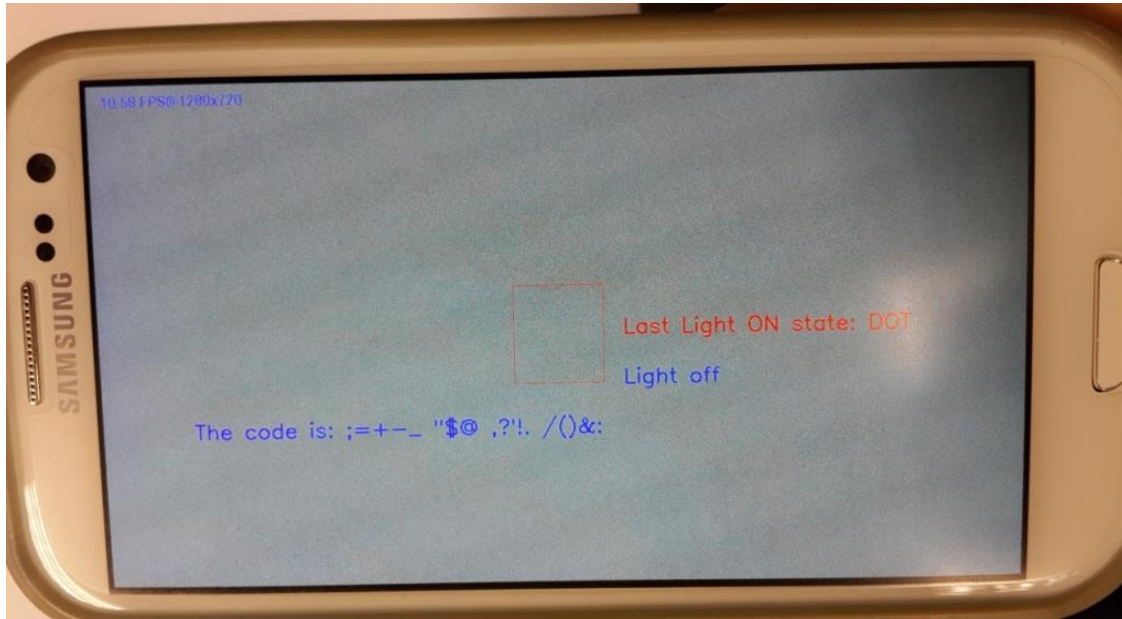 10.58 FPS@1280x720
SAMSUNG
Last Light ON state: DOT
Light off
The code is: ;=+-_ "$@ ,?'!. /()&: